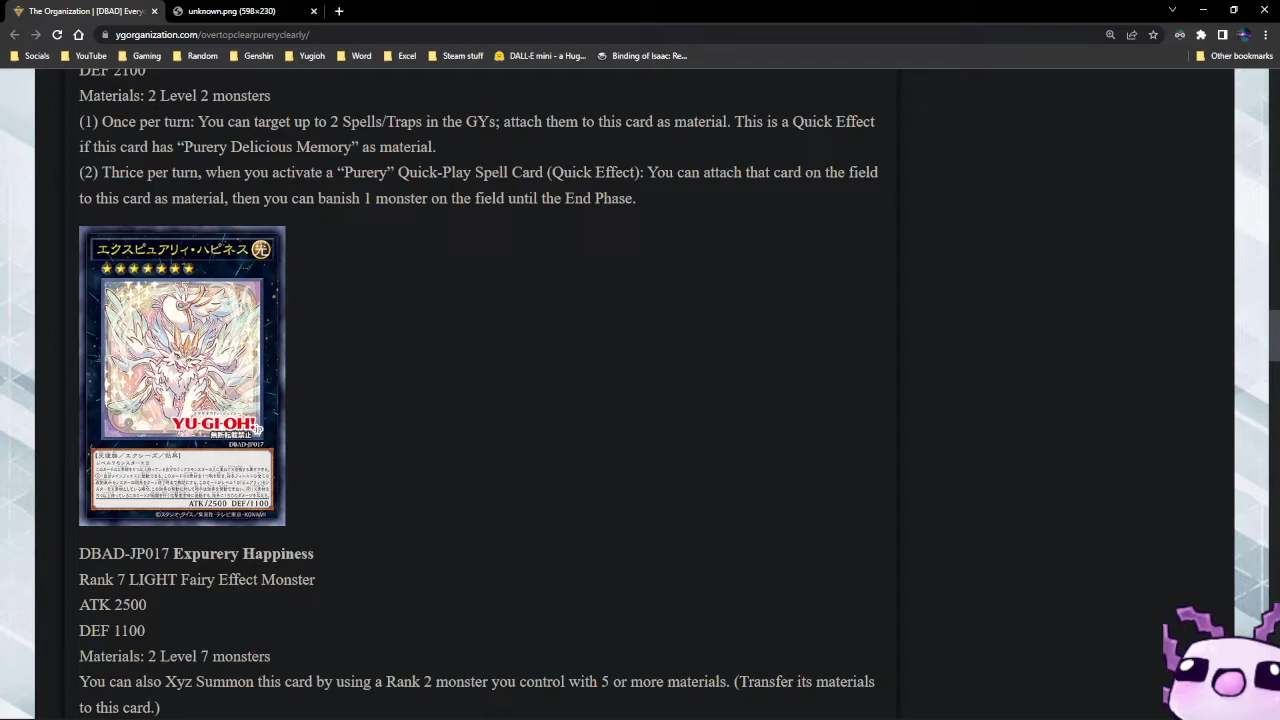 The Organization | [DBAD] Every
unknown.png (598×230)
ygorganization.com/overtopclearpureryclearly/
Socials
YouTube
Gaming
Random
Genshin
Yugioh
Word
Excel
Steam stuff
DALL·E mini - a Hug...
Binding of Isaac: Re...
Other bookmarks
DEF 2100
Materials: 2 Level 2 monsters
(1) Once per turn: You can target up to 2 Spells/Traps in the GYs; attach them to this card as material. This is a Quick Effect
if this card has “Purery Delicious Memory” as material.
(2) Thrice per turn, when you activate a “Purery” Quick-Play Spell Card (Quick Effect): You can attach that card on the field
to this card as material, then you can banish 1 monster on the field until the End Phase.
エクスピュアリィ・ハピネス 光
YU-GI-OH!
無断転載禁止
DBAD-JP017
ATK/2500 DEF/1100
DBAD-JP017 Expurery Happiness
Rank 7 LIGHT Fairy Effect Monster
ATK 2500
DEF 1100
Materials: 2 Level 7 monsters
You can also Xyz Summon this card by using a Rank 2 monster you control with 5 or more materials. (Transfer its materials
to this card.)